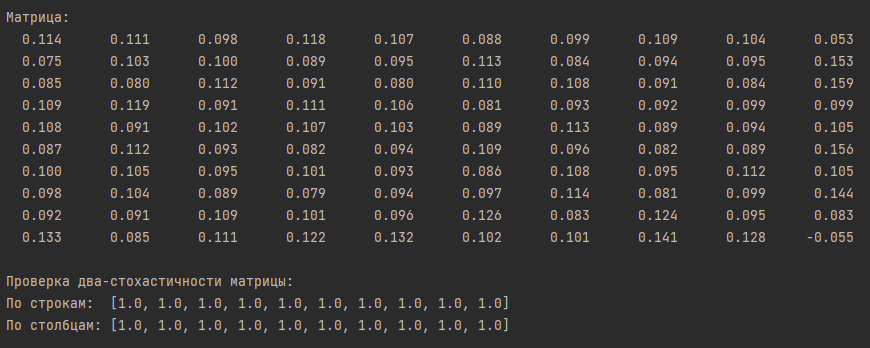 Матрица:
0.114 0.111 0.098 0.118 0.107 0.088 0.099 0.109 0.104 0.053
0.075 0.103 0.100 0.089 0.095 0.113 0.084 0.094 0.095 0.153
0.085 0.080 0.112 0.091 0.080 0.110 0.108 0.091 0.084 0.159
0.109 0.119 0.091 0.111 0.106 0.081 0.093 0.092 0.099 0.099
0.108 0.091 0.102 0.107 0.103 0.089 0.113 0.089 0.094 0.105
0.087 0.112 0.093 0.082 0.094 0.109 0.096 0.082 0.089 0.156
0.100 0.105 0.095 0.101 0.093 0.086 0.108 0.095 0.112 0.105
0.098 0.104 0.089 0.079 0.094 0.097 0.114 0.081 0.099 0.144
0.092 0.091 0.109 0.101 0.096 0.126 0.083 0.124 0.095 0.083
0.133 0.085 0.111 0.122 0.132 0.102 0.101 0.141 0.128 -0.055
Проверка два-стохастичности матрицы:
По строкам: [1.0, 1.0, 1.0, 1.0, 1.0, 1.0, 1.0, 1.0, 1.0, 1.0]
По столбцам: [1.0, 1.0, 1.0, 1.0, 1.0, 1.0, 1.0, 1.0, 1.0, 1.0]